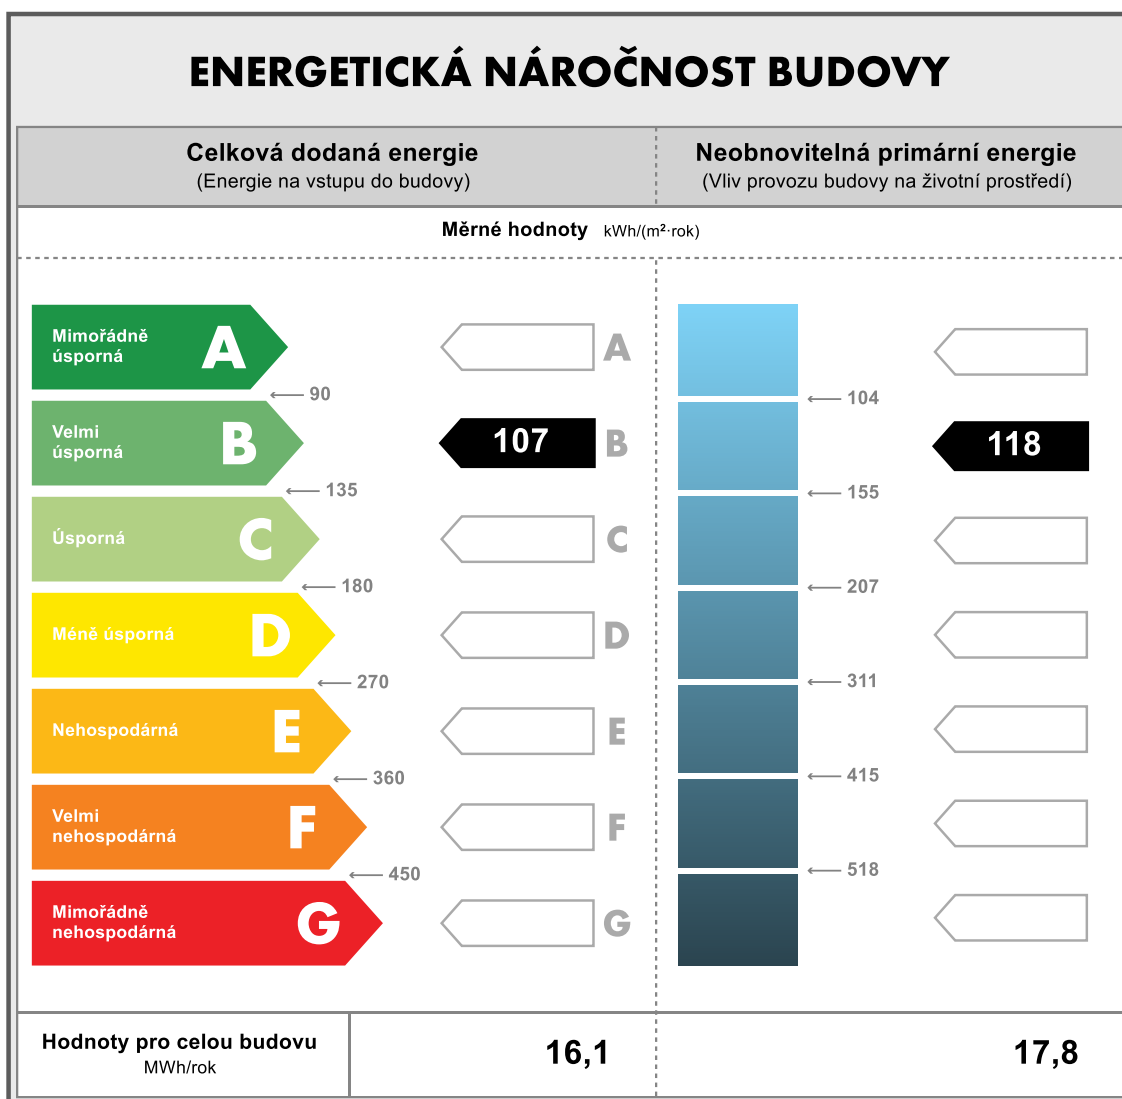 ENERGETICKÁ NÁROČNOST BUDOVY
Celková dodaná energie
(Energie na vstupu do budovy)
Neobnovitelná primární energie
(Vliv provozu budovy na životní prostředí)
Měrné hodnoty kWh/(m²·rok)
Mimořádně
úsporná
A
A
90
104
Velmi
úsporná
B
107
B
118
135
155
Úsporná
C
C
180
207
Méně úsporná
D
D
270
311
Nehospodárná
E
E
360
415
Velmi
nehospodárná
F
F
450
518
Mimořádně
nehospodárná
G
G
Hodnoty pro celou budovu
MWh/rok
16,1
17,8